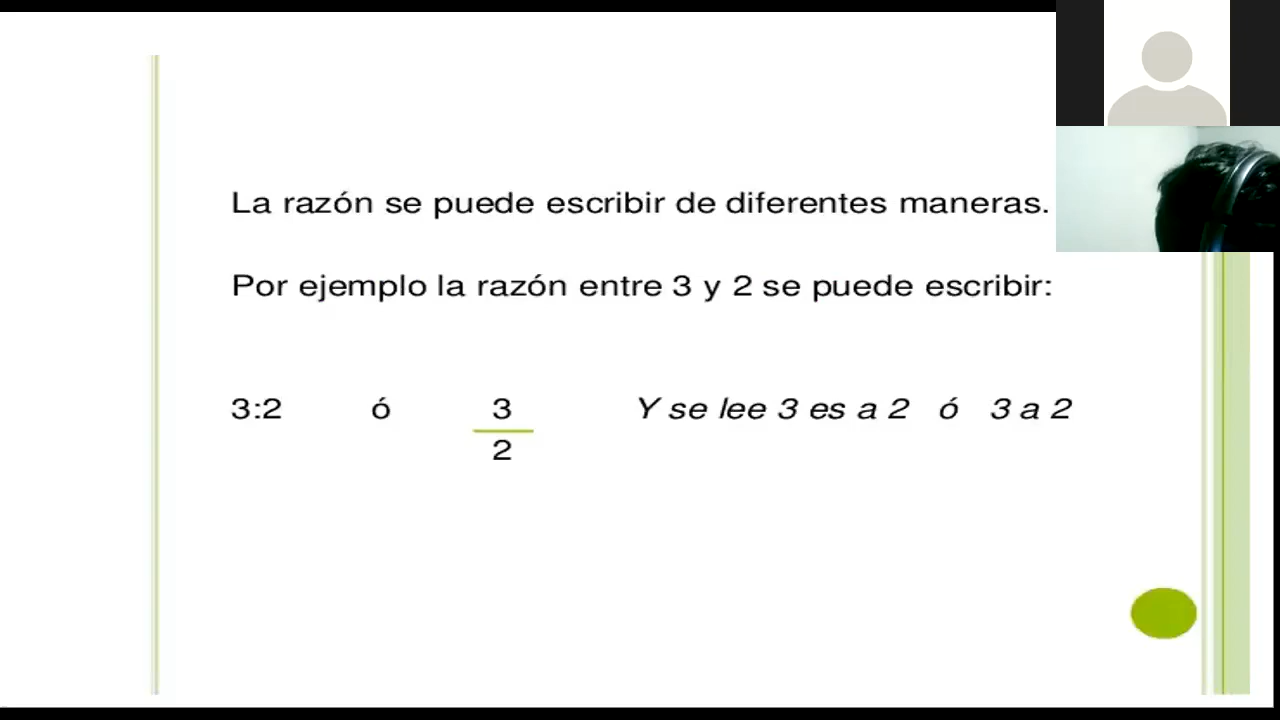 La razón se puede escribir de diferentes maneras.
Por ejemplo la razón entre 3 y 2 se puede escribir:
3:2 ó 3 Y se lee 3 es a 2 ó 3 a 2
2